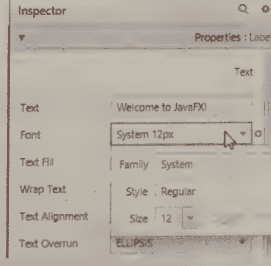 Inspector
Properties : Label
Text
Text Welcome to JavaFX!
Font System 12px
Text Fill Family System
Wrap Text Style Regular
Text Alignment Size 12
Text Overrun ELLIPSIS